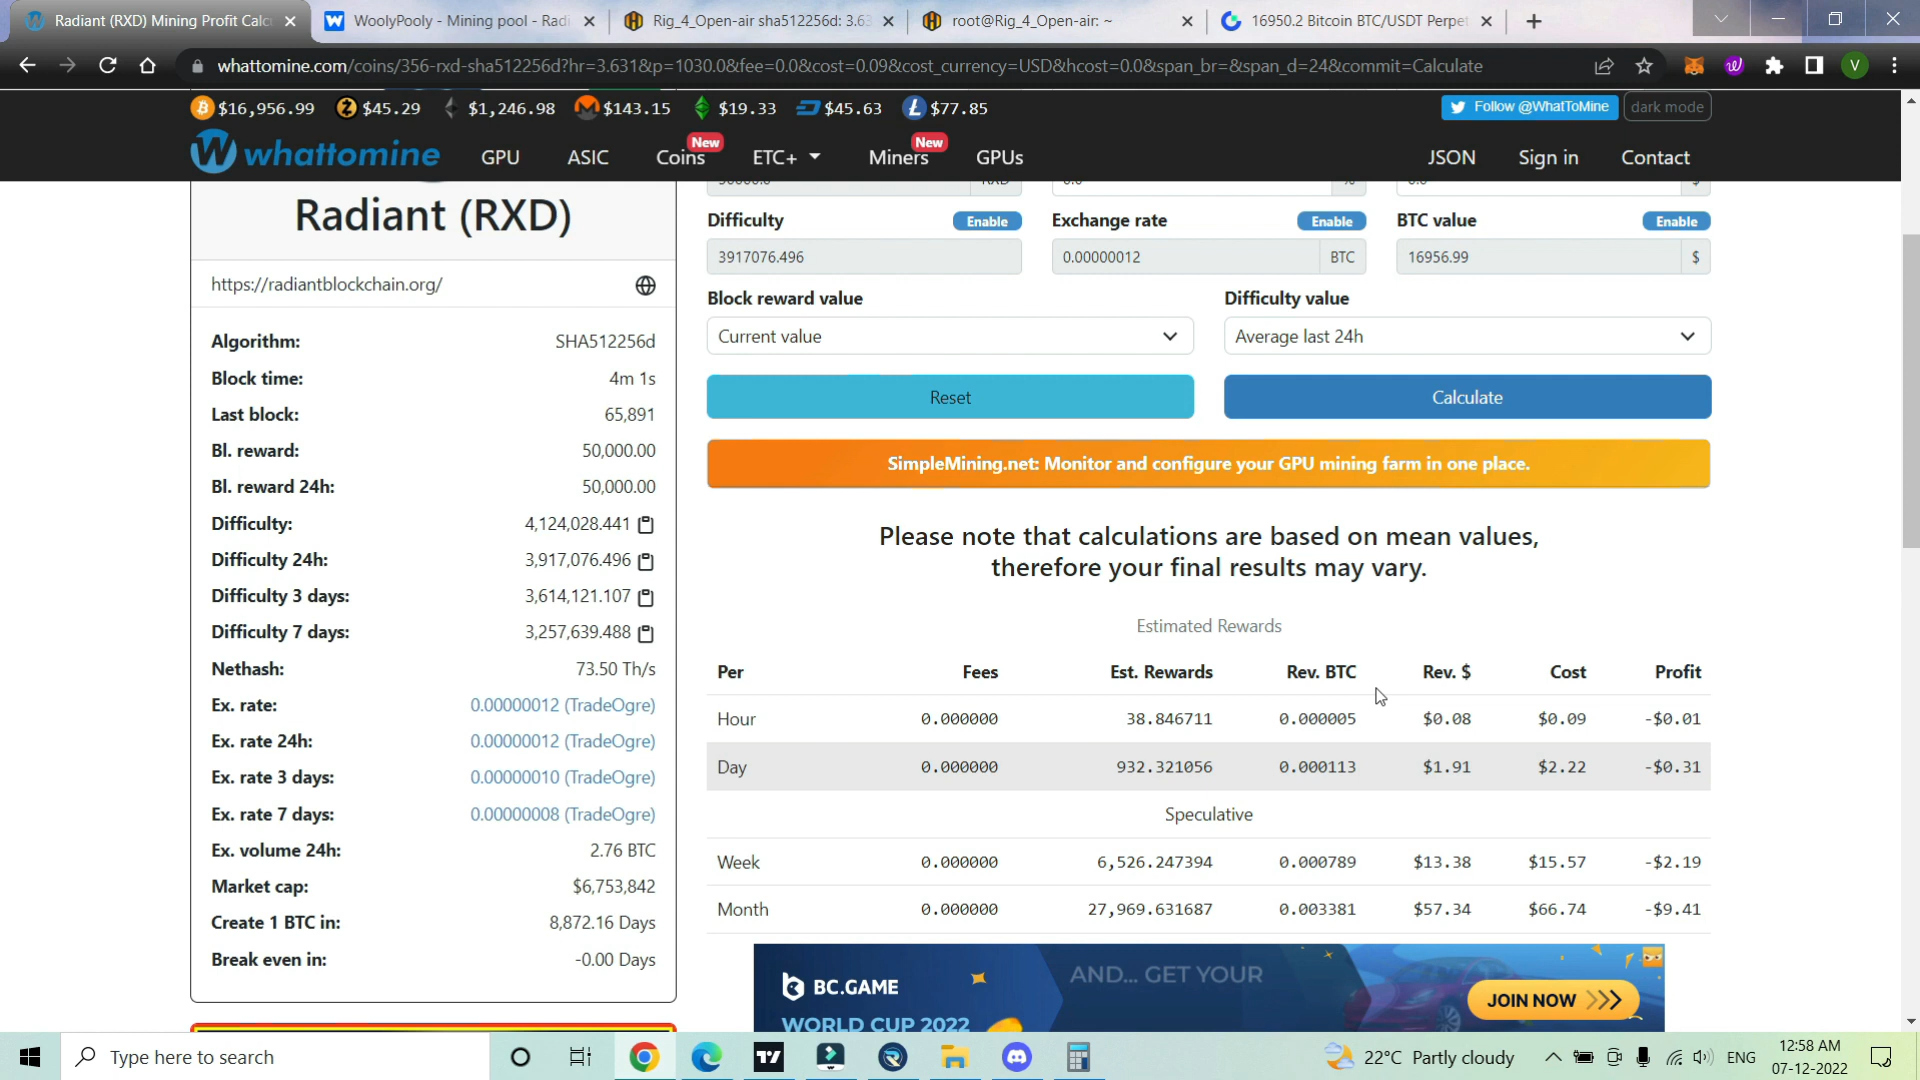 Radiant (RXD) Mining Profit Calc
WoolyPooly - Mining pool - Radi
Rig_4_Open-air sha512256d: 3.63
root@Rig_4_Open-air: ~
16950.2 Bitcoin BTC/USDT Perpet
whattomine.com/coins/356-rxd-sha512256d?hr=3.631&p=1030.0&fee=0.0&cost=0.09&cost_currency=USD&hcost=0.0&span_br=&span_d=24&commit=Calculate
V
$16,956.99 $45.29 $1,246.98 $143.15 $19.33 $45.63 $77.85
Follow @WhatToMine dark mode
whattomine GPU ASIC Coins New ETC+ Miners New GPUs JSON Sign in Contact
Radiant (RXD)
https://radiantblockchain.org/
Algorithm: SHA512256d
Block time: 4m 1s
Last block: 65,891
Bl. reward: 50,000.00
Bl. reward 24h: 50,000.00
Difficulty: 4,124,028.441
Difficulty 24h: 3,917,076.496
Difficulty 3 days: 3,614,121.107
Difficulty 7 days: 3,257,639.488
Nethash: 73.50 Th/s
Ex. rate: 0.00000012 (TradeOgre)
Ex. rate 24h: 0.00000012 (TradeOgre)
Ex. rate 3 days: 0.00000010 (TradeOgre)
Ex. rate 7 days: 0.00000008 (TradeOgre)
Ex. volume 24h: 2.76 BTC
Market cap: $6,753,842
Create 1 BTC in: 8,872.16 Days
Break even in: -0.00 Days
Difficulty Enable Exchange rate Enable BTC value Enable
3917076.496 0.00000012 BTC 16956.99 $
Block reward value Difficulty value
Current value Average last 24h
Reset Calculate
SimpleMining.net: Monitor and configure your GPU mining farm in one place.
Please note that calculations are based on mean values,
therefore your final results may vary.
Estimated Rewards
Per Fees Est. Rewards Rev. BTC Rev. $ Cost Profit
Hour 0.000000 38.846711 0.000005 $0.08 $0.09 -$0.01
Day 0.000000 932.321056 0.000113 $1.91 $2.22 -$0.31
Speculative
Week 0.000000 6,526.247394 0.000789 $13.38 $15.57 -$2.19
Month 0.000000 27,969.631687 0.003381 $57.34 $66.74 -$9.41
BC.GAME AND... GET YOUR
WORLD CUP 2022 JOIN NOW >>>
Type here to search
22°C Partly cloudy
ENG
12:58 AM
07-12-2022